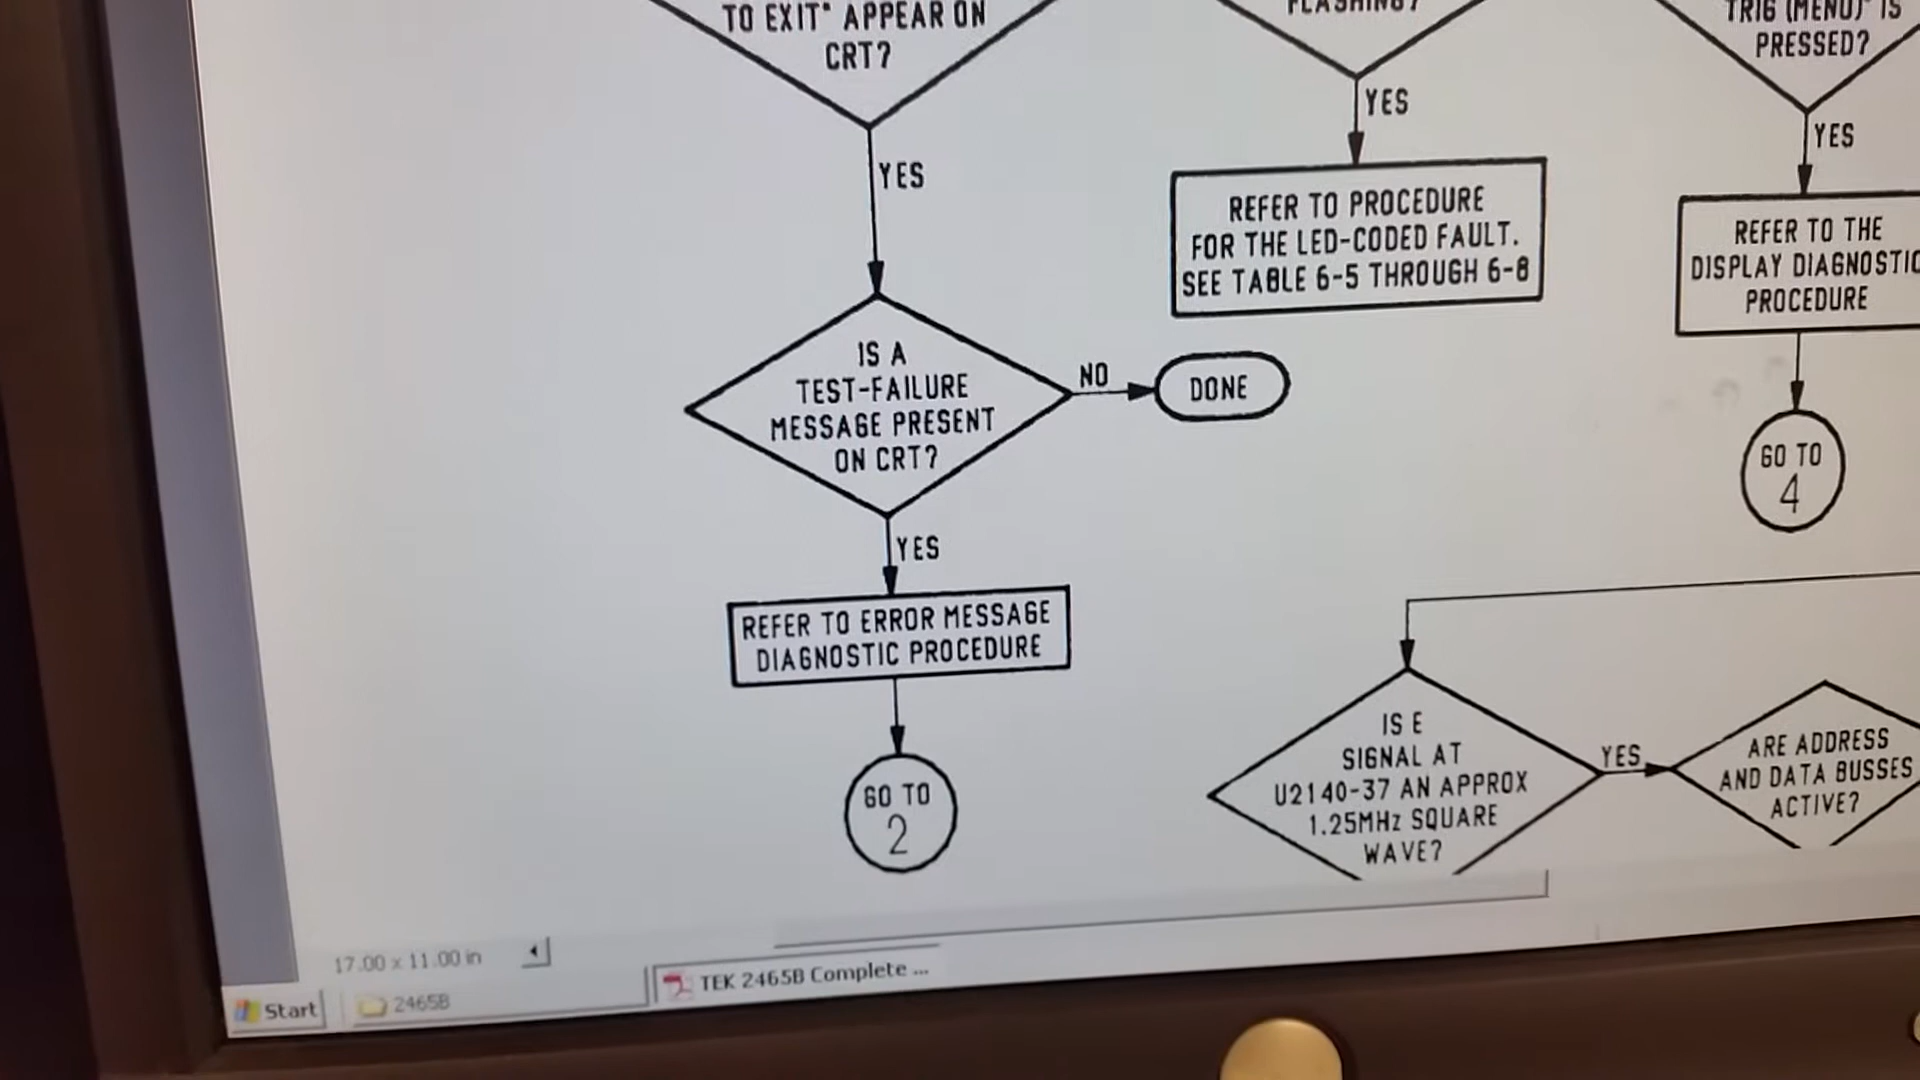 TO EXIT" APPEAR ON
CRT?
YES
IS A
TEST-FAILURE
MESSAGE PRESENT
ON CRT?
NO
DONE
YES
REFER TO ERROR MESSAGE
DIAGNOSTIC PROCEDURE
GO TO
2
FLASHING?
YES
REFER TO PROCEDURE
FOR THE LED-CODED FAULT.
SEE TABLE 6-5 THROUGH 6-8
TRIG (MENU)" IS
PRESSED?
YES
REFER TO THE
DISPLAY DIAGNOSTIC
PROCEDURE
GO TO
4
IS E
SIGNAL AT
U2140-37 AN APPROX
1.25MHz SQUARE
WAVE?
YES
ARE ADDRESS
AND DATA BUSSES
ACTIVE?
17.00 x 11.00 in
Start
2465B
TEK 2465B Complete ...